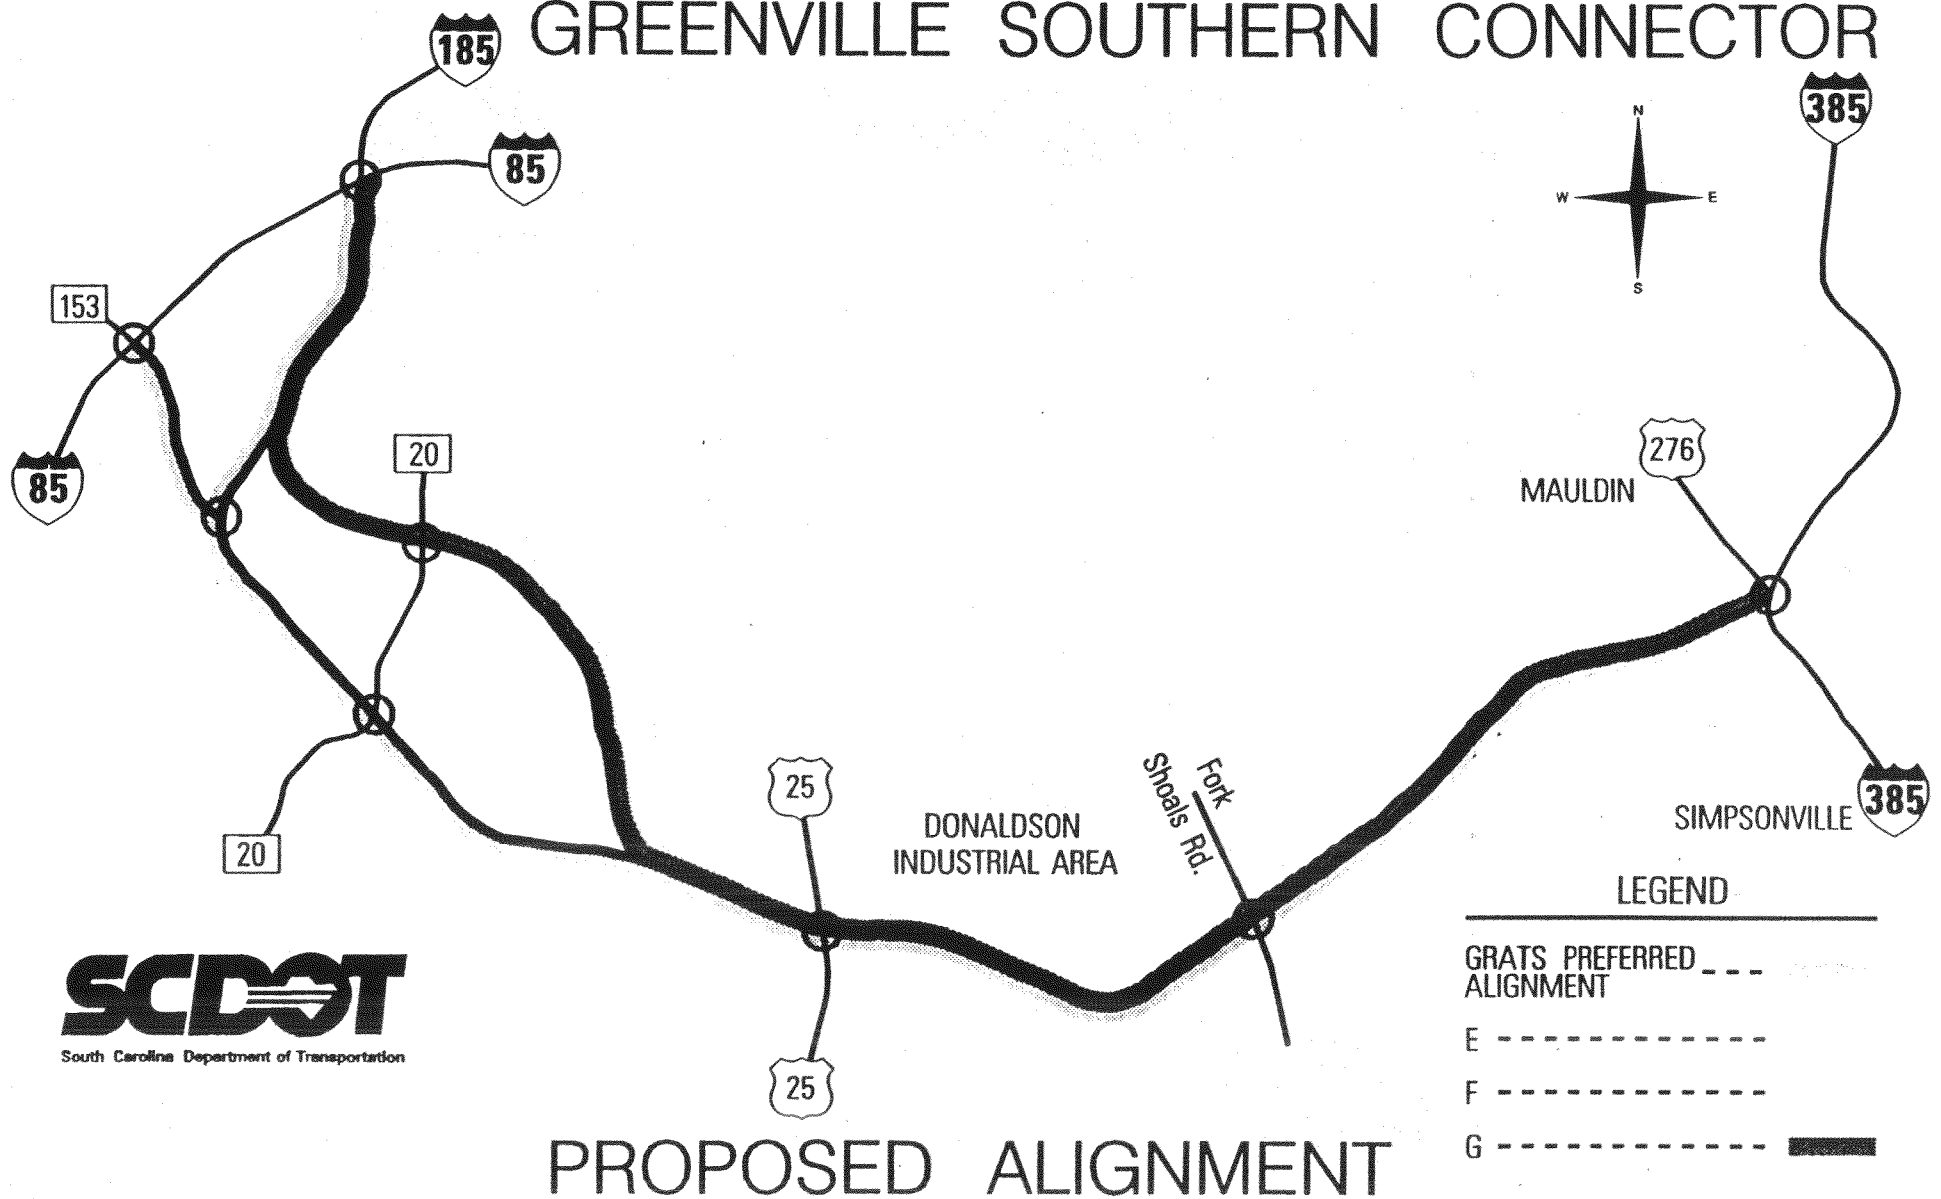 GREENVILLE SOUTHERN CONNECTOR
185
85
385
N
W E
S
153
20
276
MAULDIN
85
25
Fork
Shoals Rd.
DONALDSON
INDUSTRIAL AREA
SIMPSONVILLE
385
20
LEGEND
GRATS PREFERRED
ALIGNMENT
E
F
G
SCDOT
South Carolina Department of Transportation
25
PROPOSED ALIGNMENT